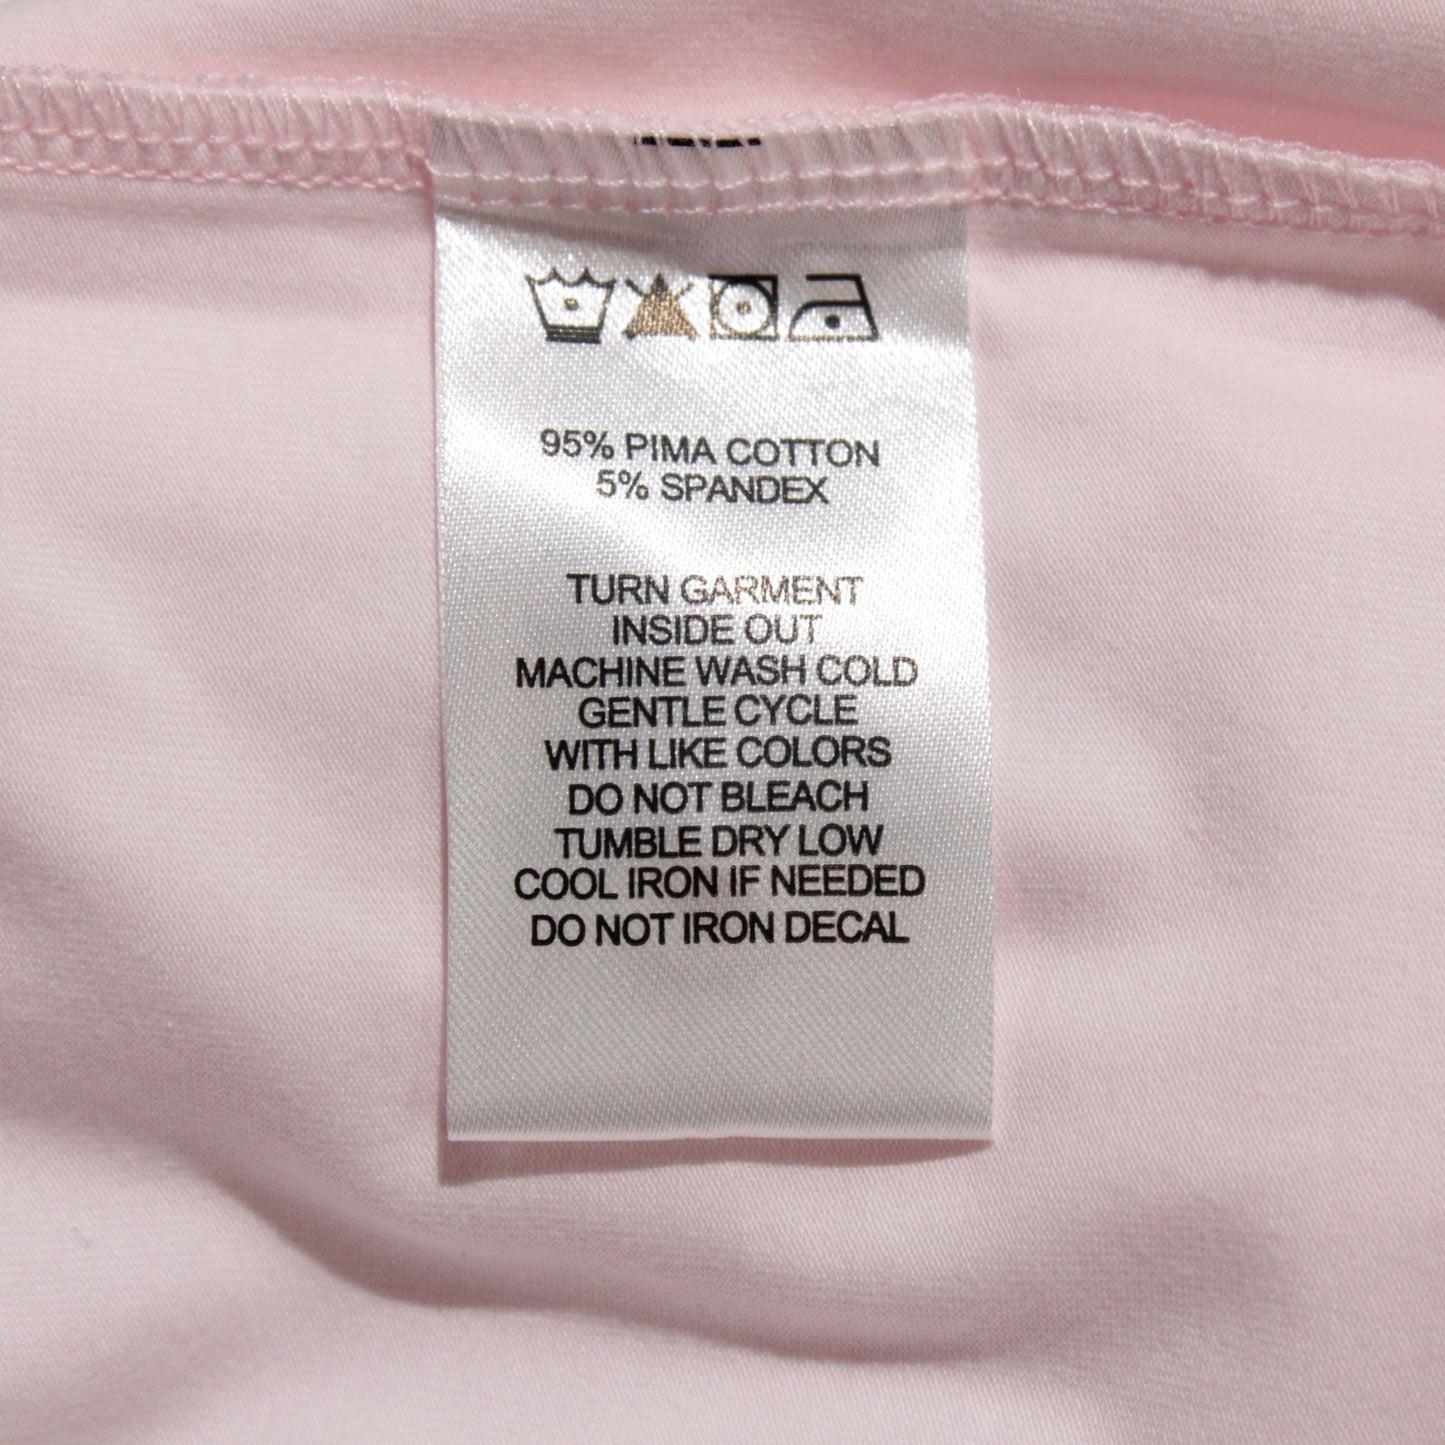 95% PIMA COTTON
5% SPANDEX
TURN GARMENT
INSIDE OUT
MACHINE WASH COLD
GENTLE CYCLE
WITH LIKE COLORS
DO NOT BLEACH
TUMBLE DRY LOW
COOL IRON IF NEEDED
DO NOT IRON DECAL